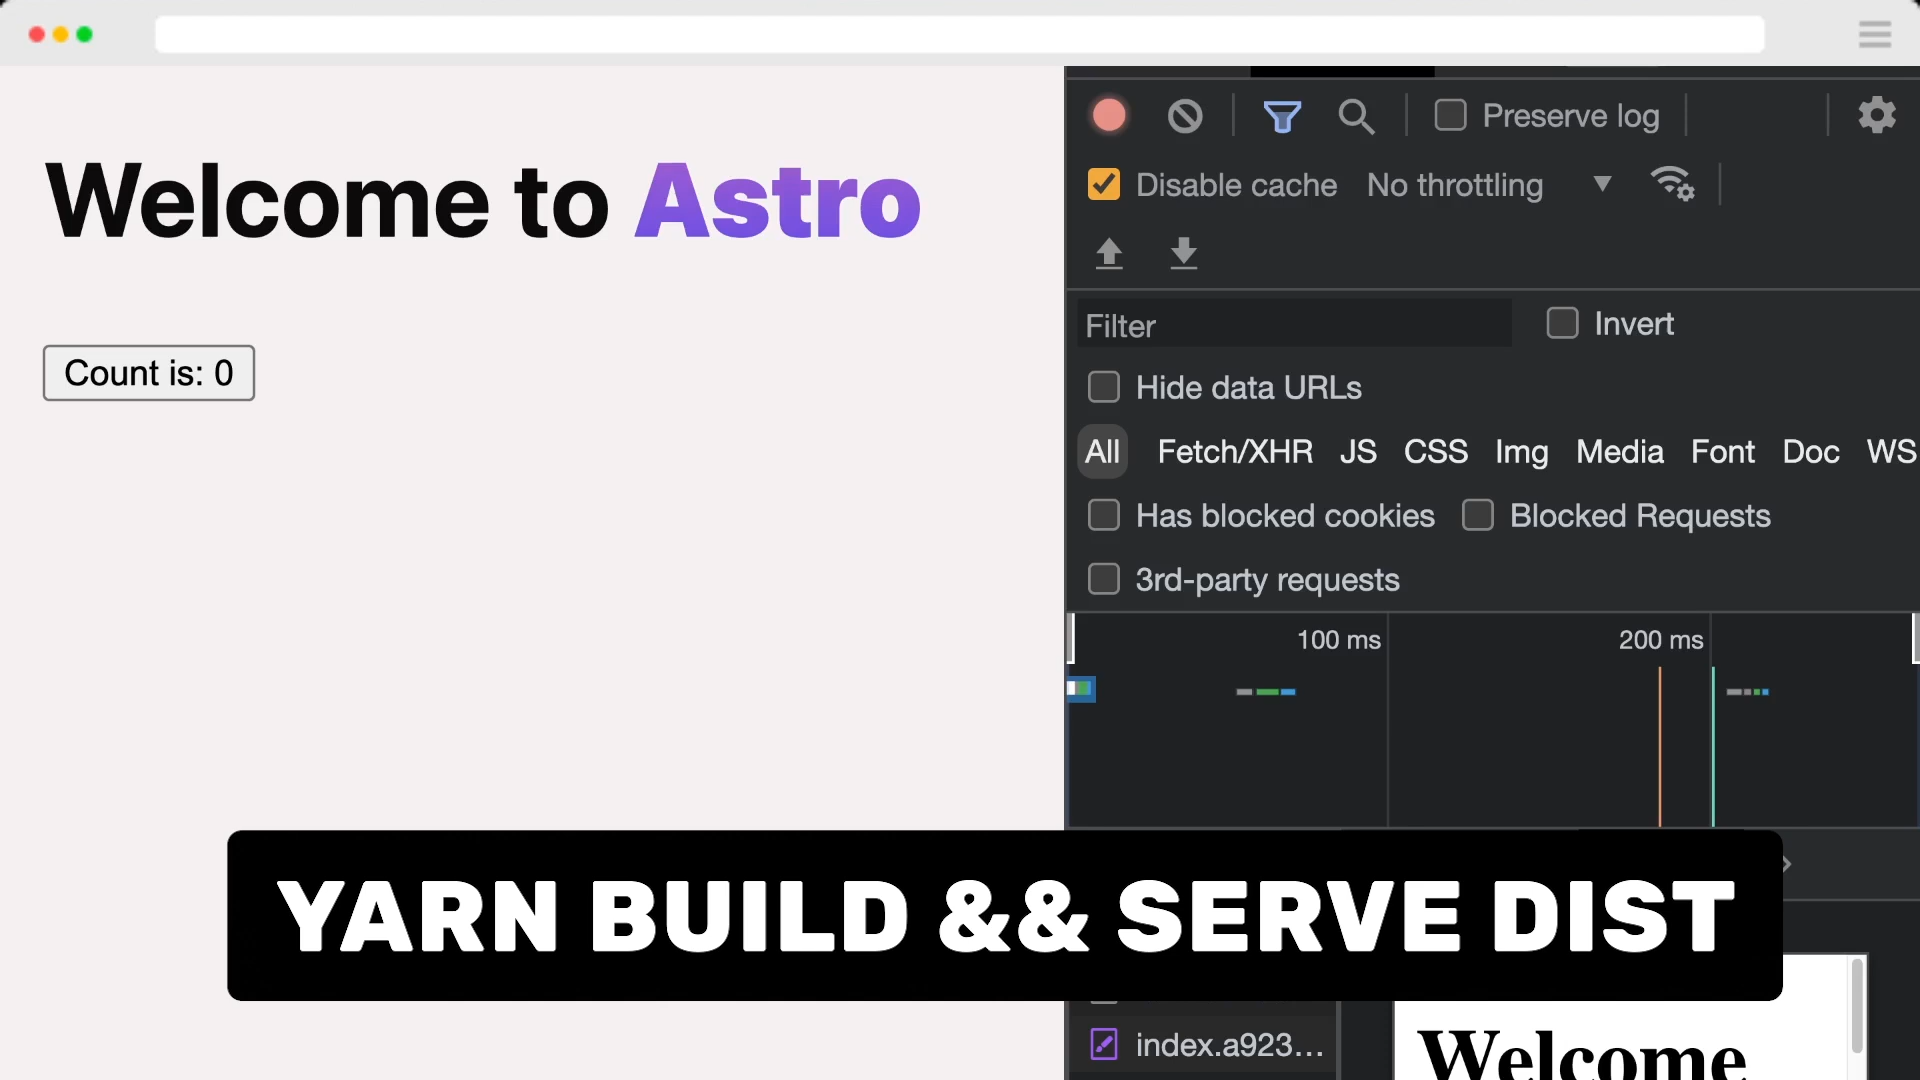 Welcome to Astro
Count is: 0
Preserve log
Disable cache No throttling
Filter
Invert
Hide data URLs
All Fetch/XHR JS CSS Img Media Font Doc WS
Has blocked cookies Blocked Requests
3rd-party requests
100 ms 200 ms
YARN BUILD && SERVE DIST
index.a923...
Welcome